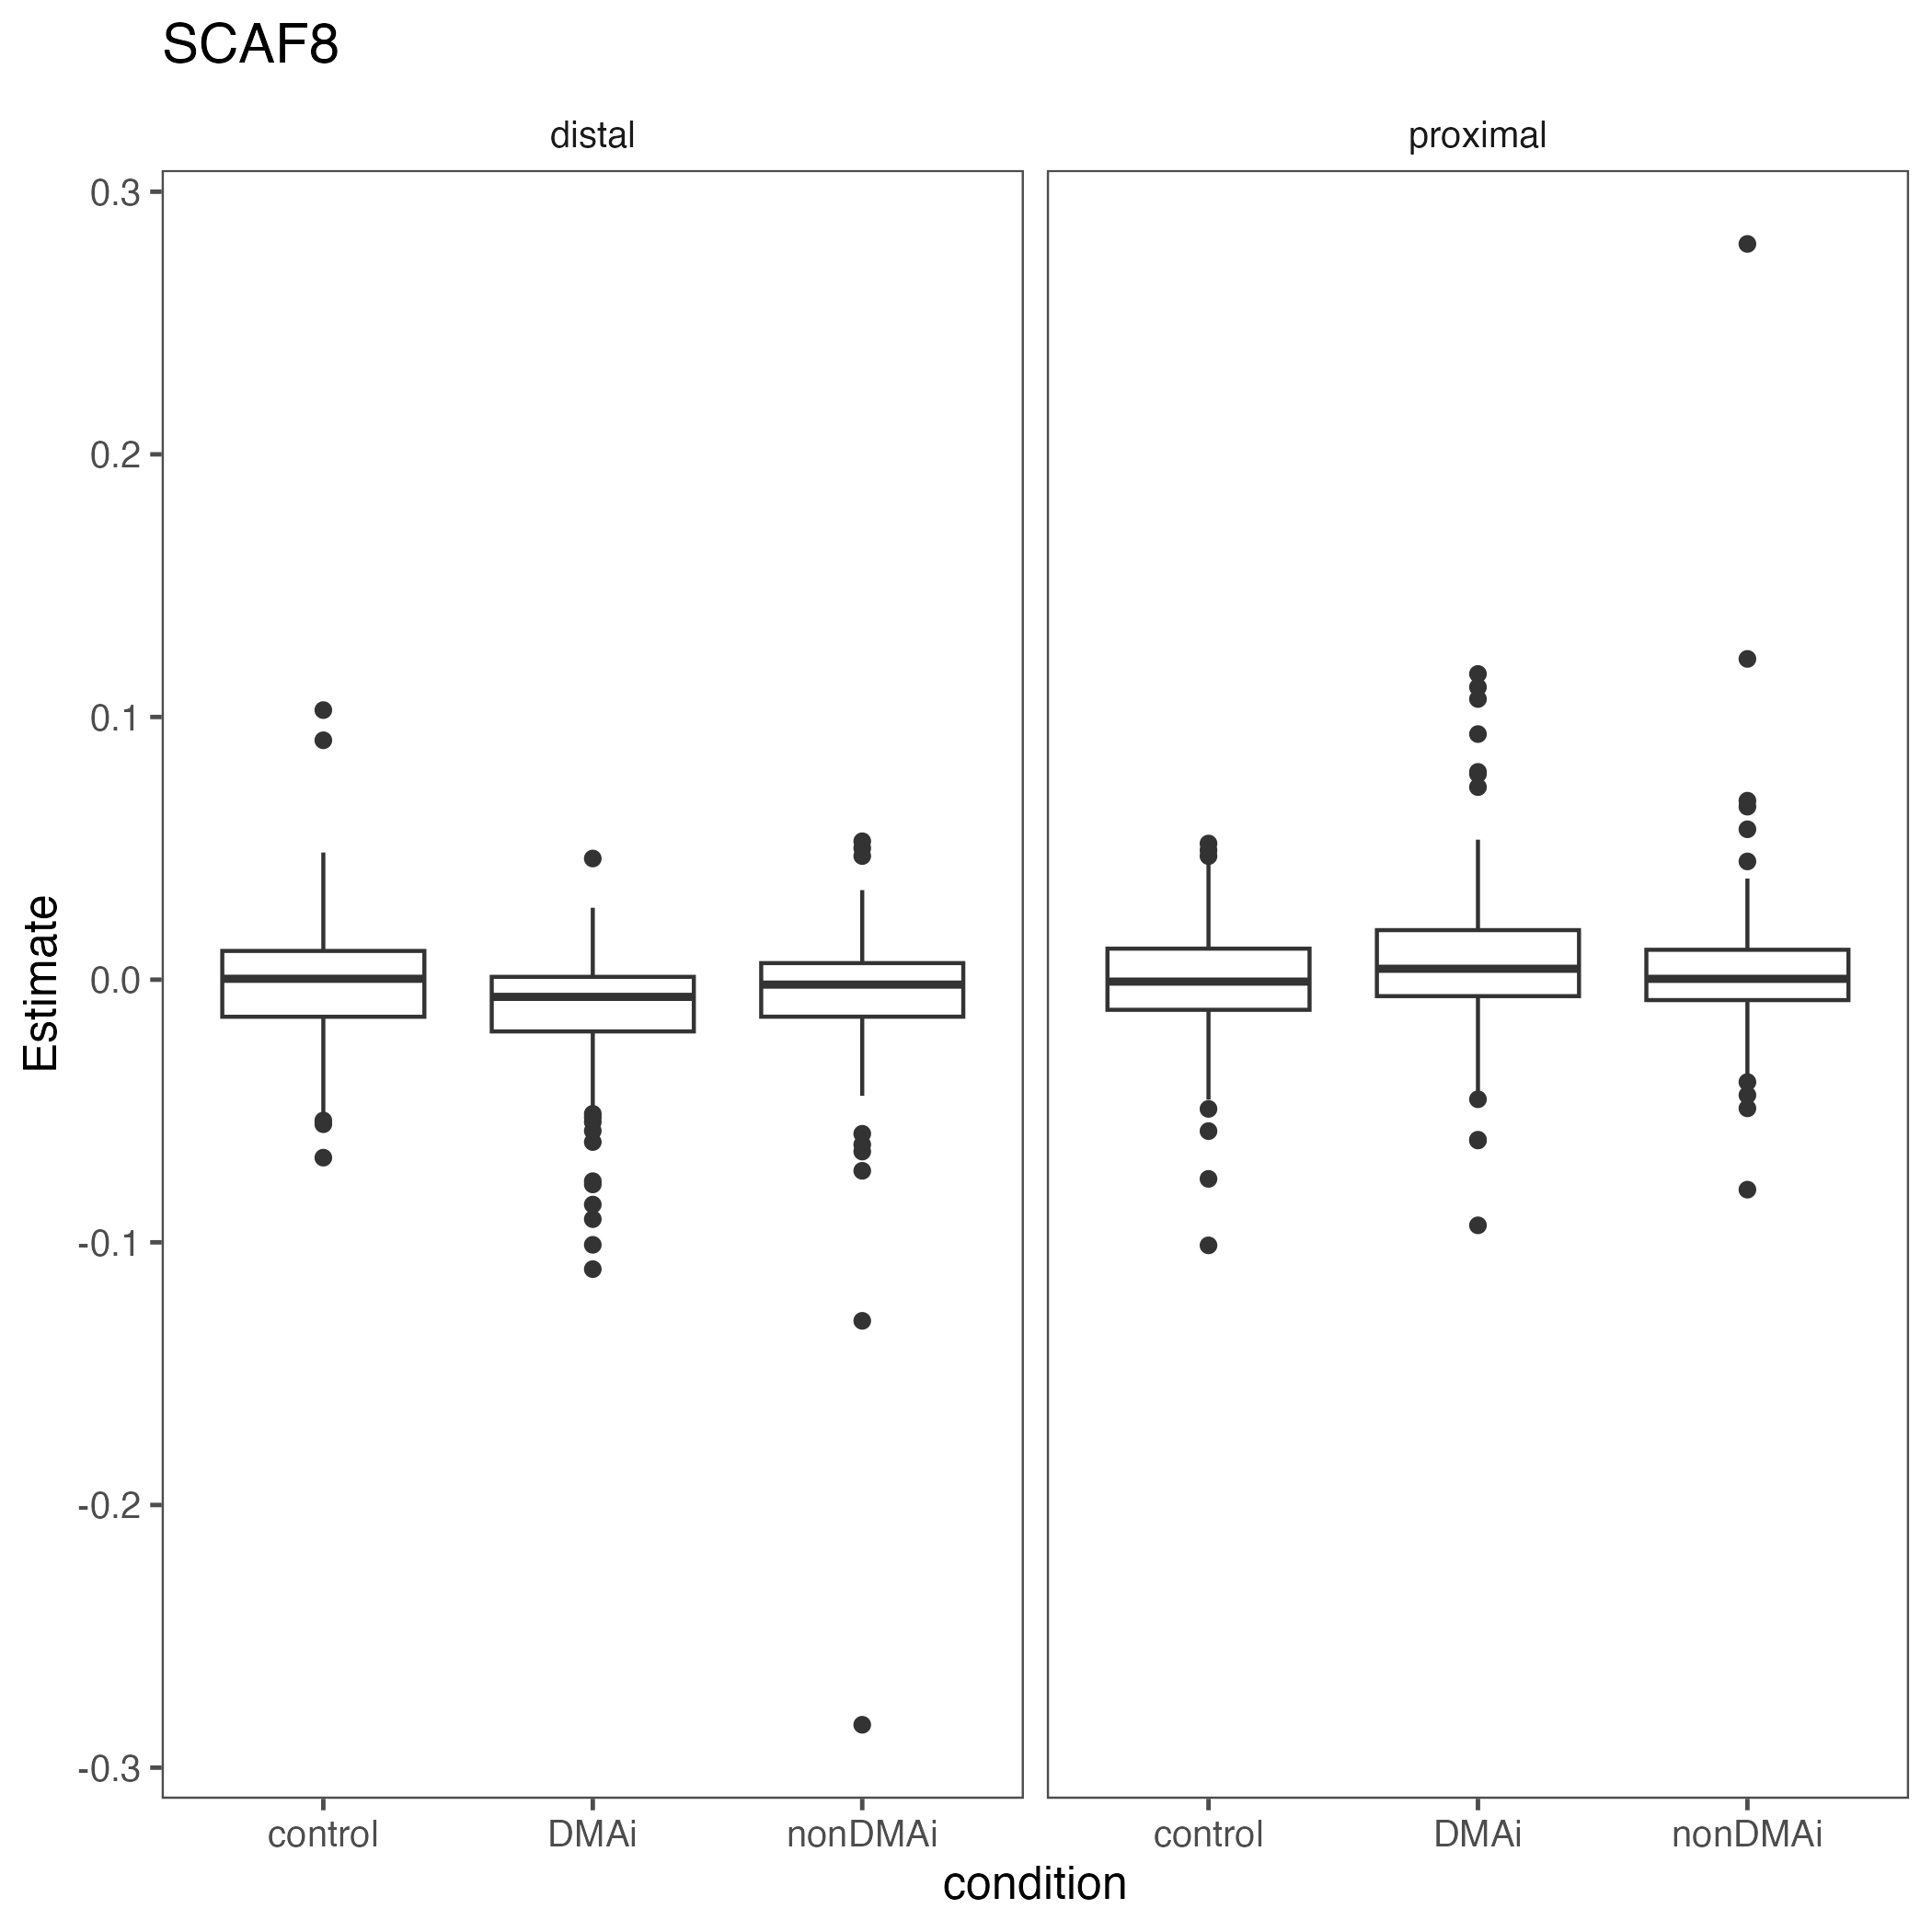 SCAF8
distal
proximal
0.3
0.2
0.1
0.0
-0.1
-0.2
-0.3
Estimate
control DMAi nonDMAi
control DMAi nonDMAi
condition